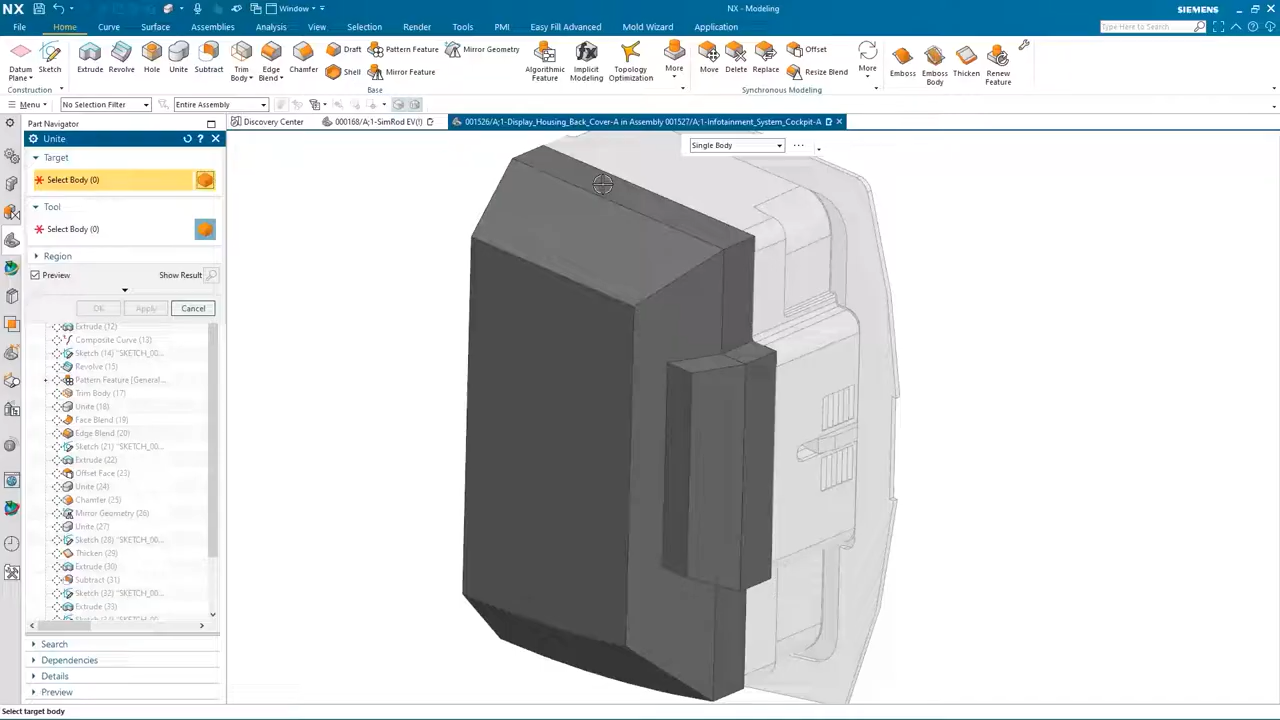 NX
Window
NX - Modeling
SIEMENS
File
Home
Curve
Surface
Assemblies
Analysis
View
Selection
Render
Tools
PMI
Easy Fill Advanced
Mold Wizard
Application
Type Here to Search
Datum Plane
Sketch
Extrude
Revolve
Hole
Unite
Subtract
Trim Body
Edge Blend
Chamfer
Draft
Shell
Pattern Feature
Mirror Feature
Mirror Geometry
Algorithmic Feature
Implicit Modeling
Topology Optimization
More
Move
Delete
Replace
Offset
Resize Blend
More
Emboss
Emboss Body
Thicken
Renew Feature
Construction
Base
Synchronous Modeling
Menu
No Selection Filter
Entire Assembly
Part Navigator
Discovery Center
000168/A;1-SimRod EV(!)
001526/A;1-Display_Housing_Back_Cover-A in Assembly 001527/A;1-Infotainment_System_Cockpit-A
Unite
Single Body
Target
Select Body (0)
Tool
Select Body (0)
Region
Preview
Show Result
OK
Apply
Cancel
Extrude (12)
Composite Curve (13)
Sketch (14) "SKETCH_00...
Revolve (15)
Pattern Feature [General...
Trim Body (17)
Unite (18)
Face Blend (19)
Edge Blend (20)
Sketch (21) "SKETCH_00...
Extrude (22)
Offset Face (23)
Unite (24)
Chamfer (25)
Mirror Geometry (26)
Unite (27)
Sketch (28) "SKETCH_00...
Thicken (29)
Extrude (30)
Subtract (31)
Sketch (32) "SKETCH_00...
Extrude (33)
Search
Dependencies
Details
Preview
Select target body